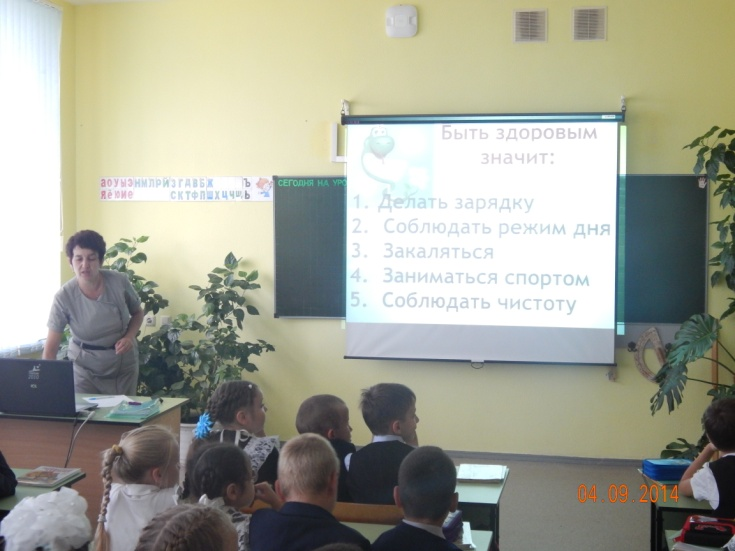 Быть здоровым
значит:
1. Делать зарядку
2. Соблюдать режим дня
3. Закаляться
4. Заниматься спортом
5. Соблюдать чистоту
СЕГОДНЯ НА УРО
04.09.2014